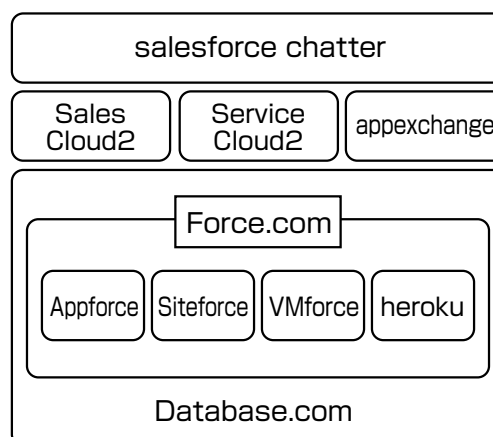 salesforce chatter
Sales
Cloud2
Service
Cloud2
appexchange
Force.com
Appforce
Siteforce
VMforce
heroku
Database.com